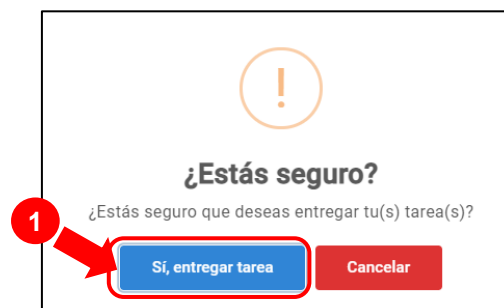 !
¿Estás seguro?
¿Estás seguro que deseas entregar tu(s) tarea(s)?
1
Sí, entregar tarea
Cancelar